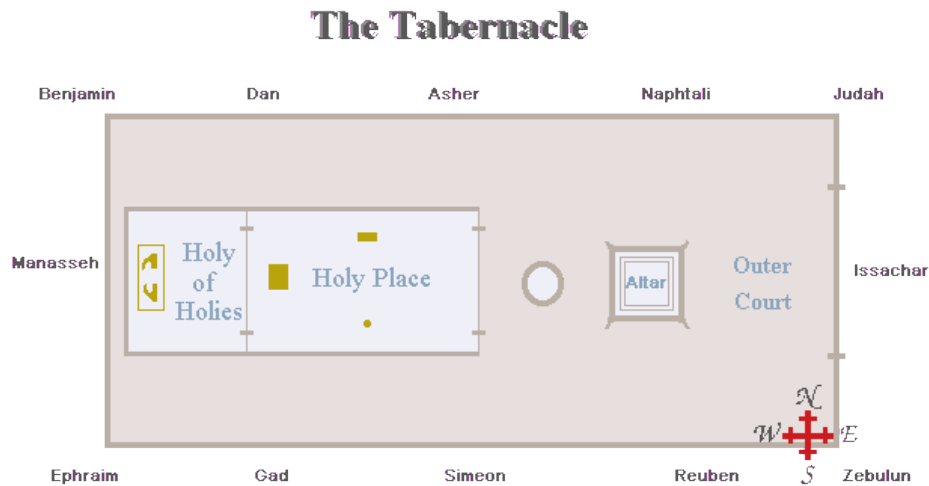 The Tabernacle
Benjamin Dan Asher Naphtali Judah
Manasseh
Holy
of
Holies
Holy Place
Altar
Outer
Court
Issachar
N
W E
S
Ephraim Gad Simeon Reuben Zebulun